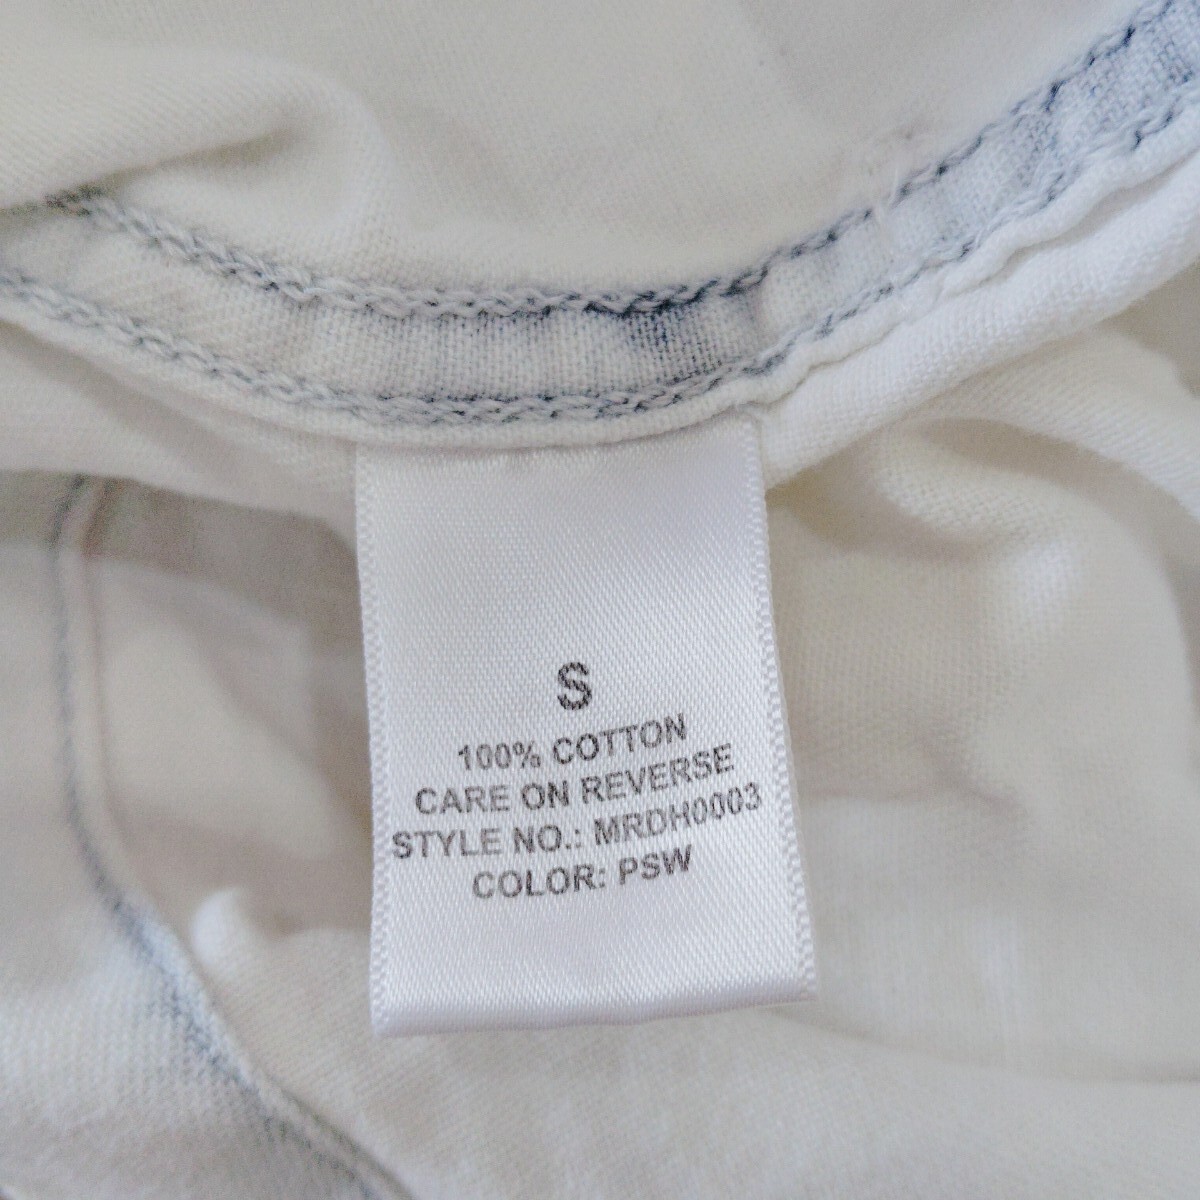 S
100% COTTON
CARE ON REVERSE
STYLE NO.: MRDH0003
COLOR: PSW